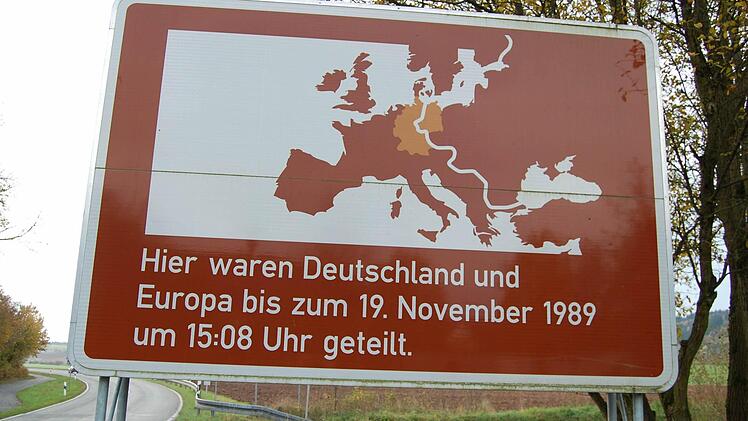 Hier waren Deutschland und
Europa bis zum 19. November 1989
um 15:08 Uhr geteilt.